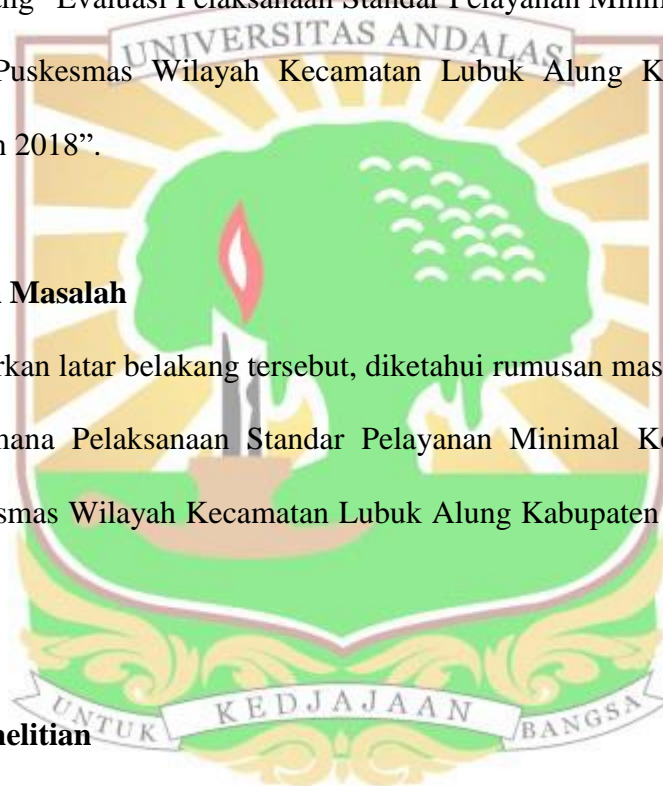 ng "Evaluasi Pelaksanaan Standar Pelayanan Minim
UNIVERSITAS ANDALAS
Puskesmas Wilayah Kecamatan Lubuk Alung K
n 2018”.
Masalah
rkan latar belakang tersebut, diketahui rumusan mas
nana Pelaksanaan Standar Pelayanan Minimal Ke
smas Wilayah Kecamatan Lubuk Alung Kabupaten
UNTUK KEDJAJAAN BANGSA
nelitian